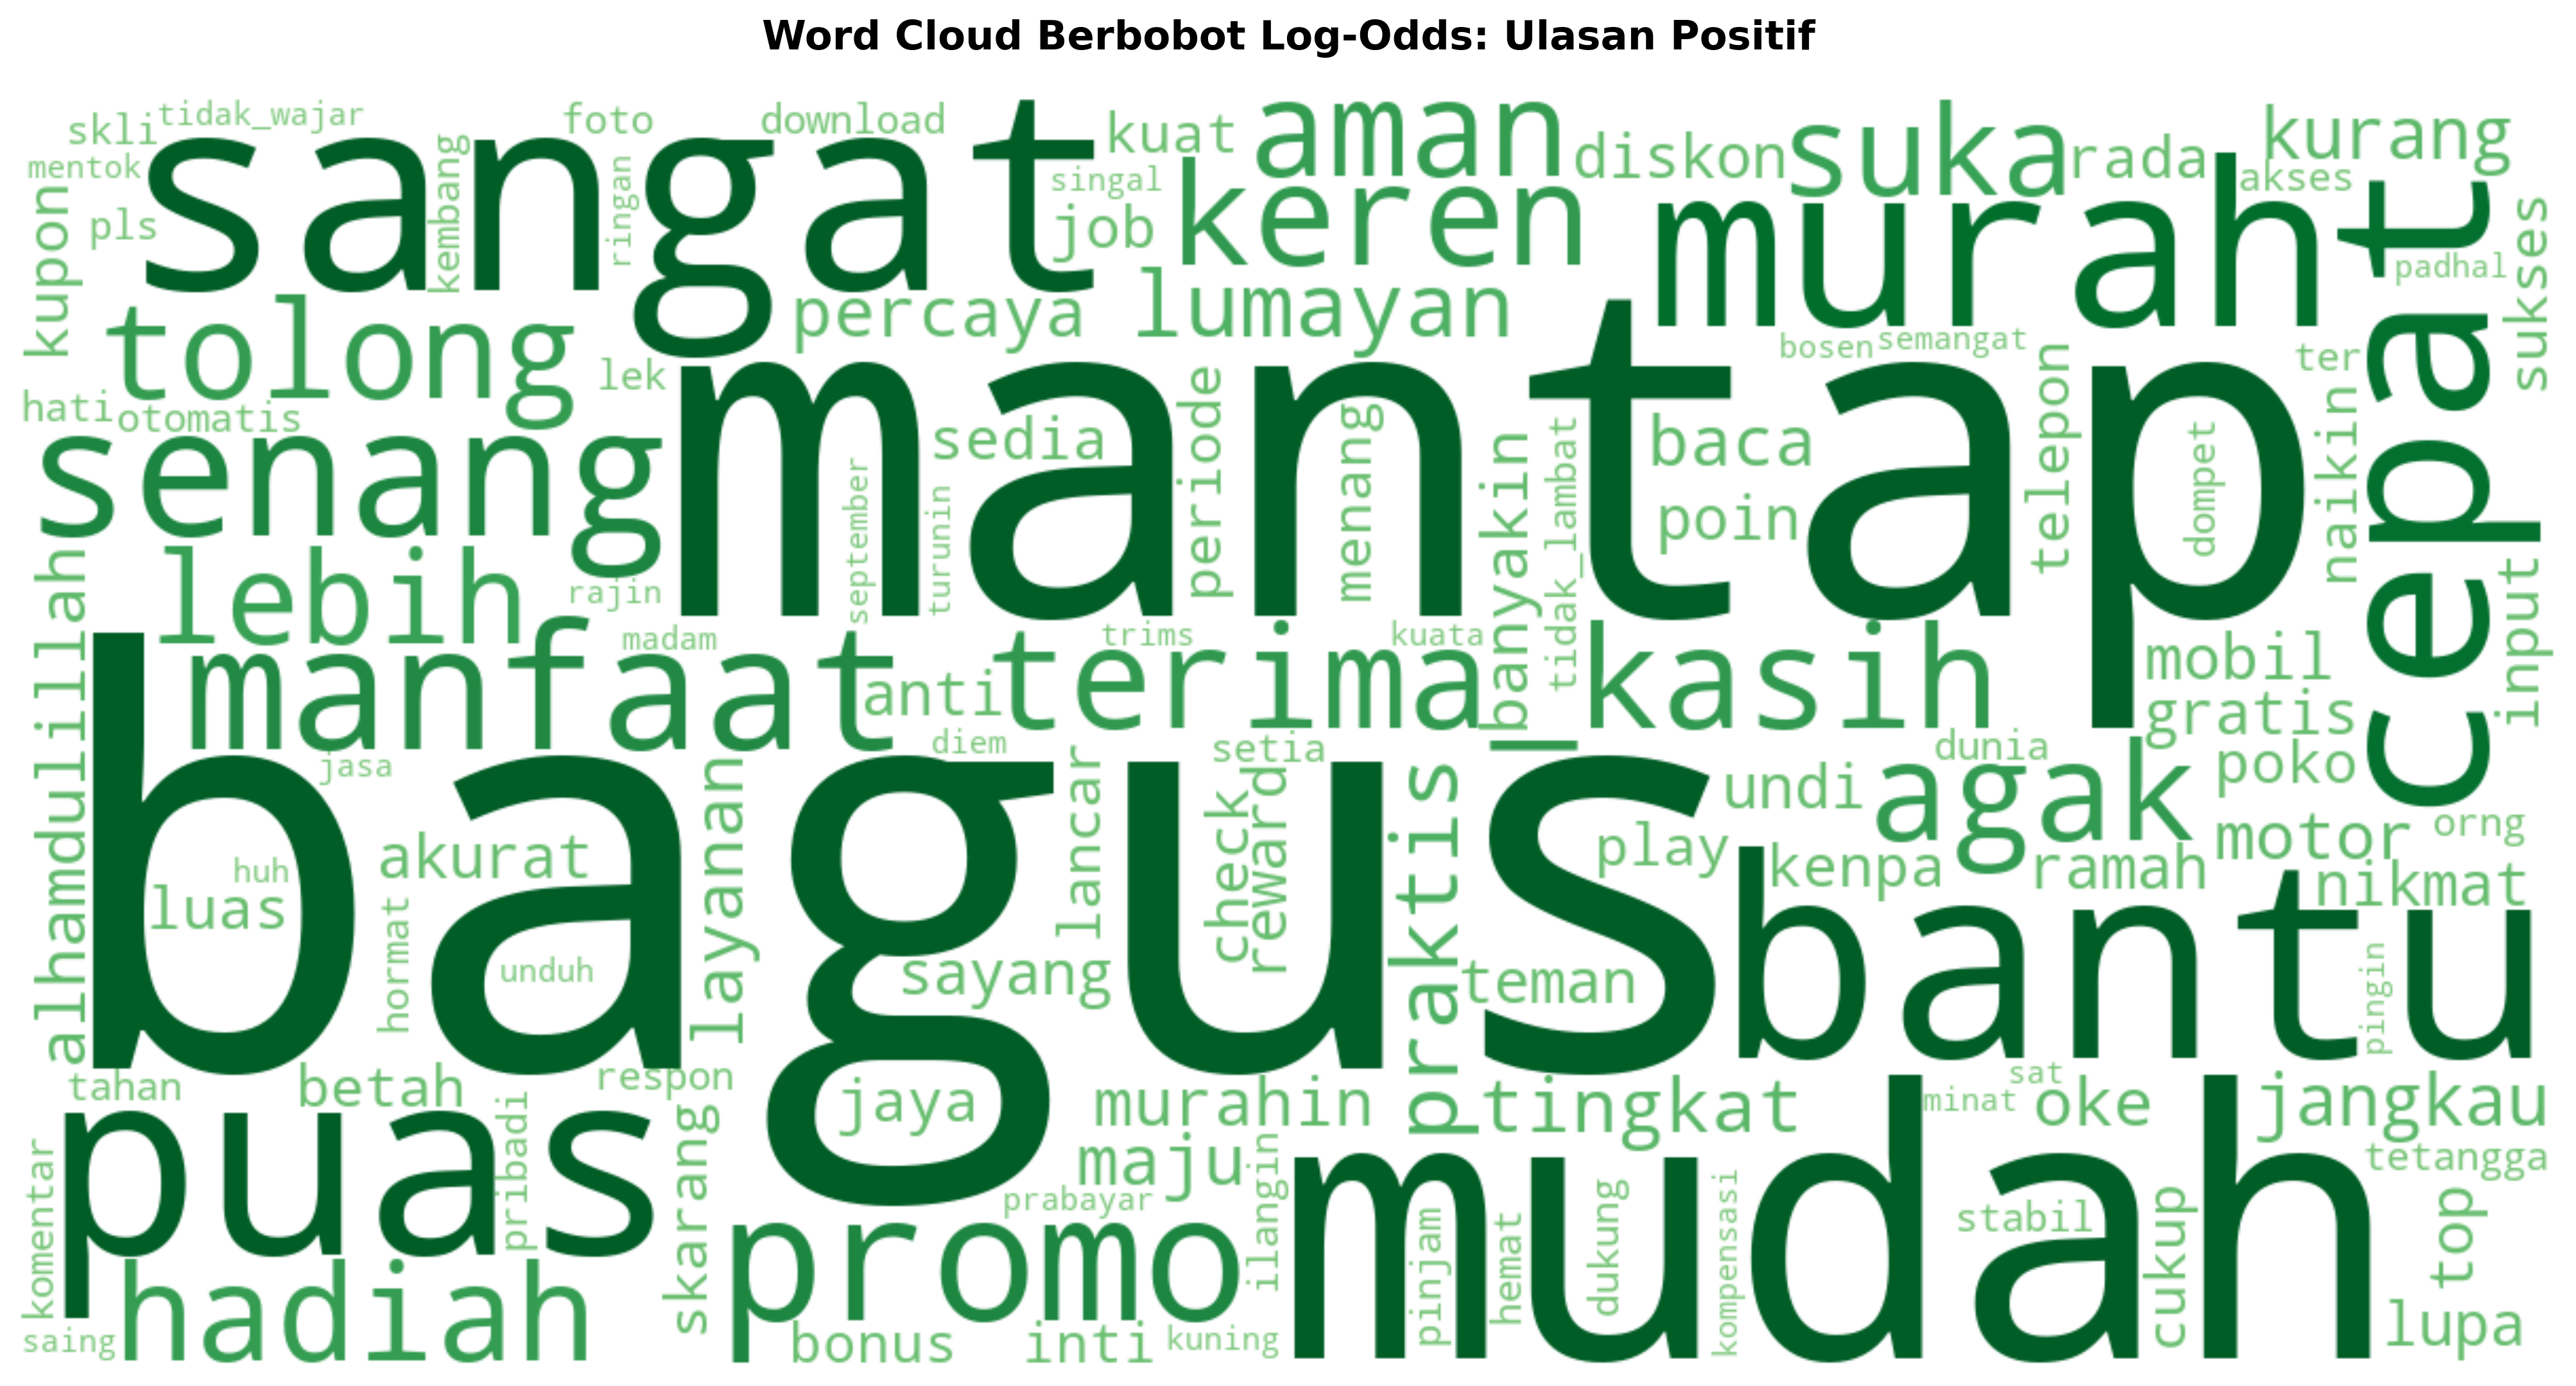 Word Cloud Berbobot Log-Odds: Ulasan Positif
skli
tidak_wajar
foto
download
kuat
aman
diskon
suka
rada
kurang
mentok
sangat
kembang
ringan
singal
keren
akses
kupon
pls
job
murah
cepat
padhal
sukses
tolong
percaya
lumayan
bosen
semangat
ter
hati
otomatis
lek
mantap
senang
sedia
periode
menang
banyakin
tidak_lambat
baca
poin
telepon
dompet
naikin
input
september
turunin
alhamdulillah
lebih
rajin
madam
trims
kuata
manfaat
anti
terima kasih
mobil
gratis
diem
jasa
setia
undi
dunia
agak
poko
bagus
huh
luas
akurat
hormat
unduh
layanan
lancar
sayang
check
reward
praktis
play
teman
kenpa
ramah
motor
orng
nikmat
bantu
pingin
tahan
betah
respon
jaya
murahin
tingkat
sat
minat
oke
jangkau
puas
pribadi
skarang
maju
prabayar
ilangin
mudah
pinjam
hemat
dukung
kompensasi
stabil
cukup
top
tetangga
komentar
saing
hadiah
promo
bonus
inti
kuning
lupa